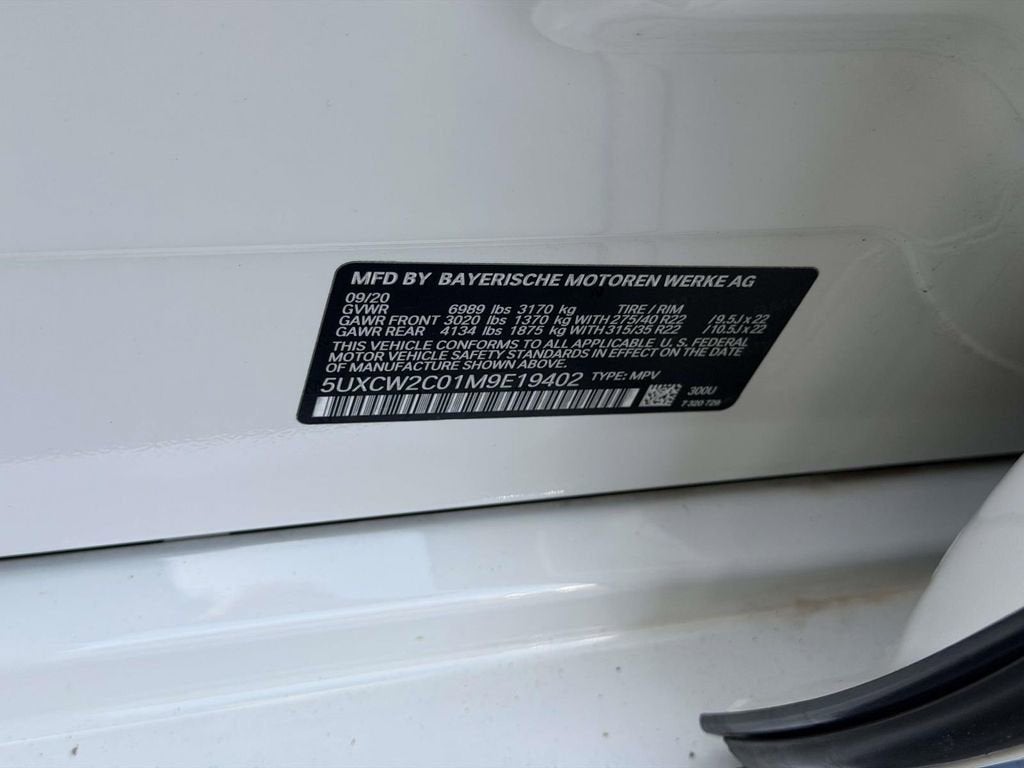 MFD BY BAYERISCHE MOTOREN WERKE AG
09/20
GVWR 6989 lbs 3170 kg TIRE / RIM
GAWR FRONT 3020 lbs 1370 kg WITH 275/40 R22 /9.5J x 22
GAWR REAR 4134 lbs 1875 kg WITH 315/35 R22 /10.5J x 22
THIS VEHICLE CONFORMS TO ALL APPLICABLE U. S. FEDERAL
MOTOR VEHICLE SAFETY STANDARDS IN EFFECT ON THE DATE
OF MANUFACTURE SHOWN ABOVE.
5UXCW2C01M9E19402 TYPE: MPV
300U
7 320 729